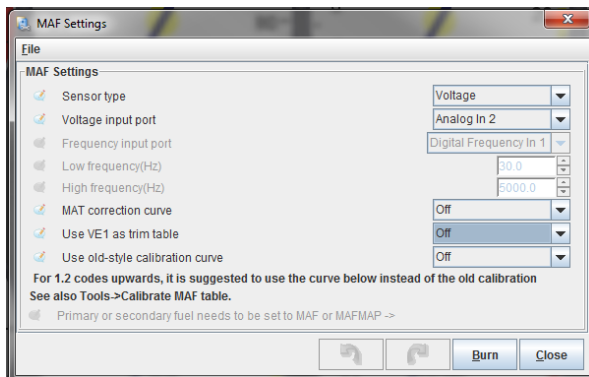 MAF Settings
File
MAF Settings
Sensor type Voltage
Voltage input port Analog In 2
Frequency input port Digital Frequency In 1
Low frequency(Hz) 30.0
High frequency(Hz) 5000.0
MAT correction curve Off
Use VE1 as trim table Off
Use old-style calibration curve Off
For 1.2 codes upwards, it is suggested to use the curve below instead of the old calibration
See also Tools->Calibrate MAF table.
Primary or secondary fuel needs to be set to MAF or MAFMAP ->
Burn Close